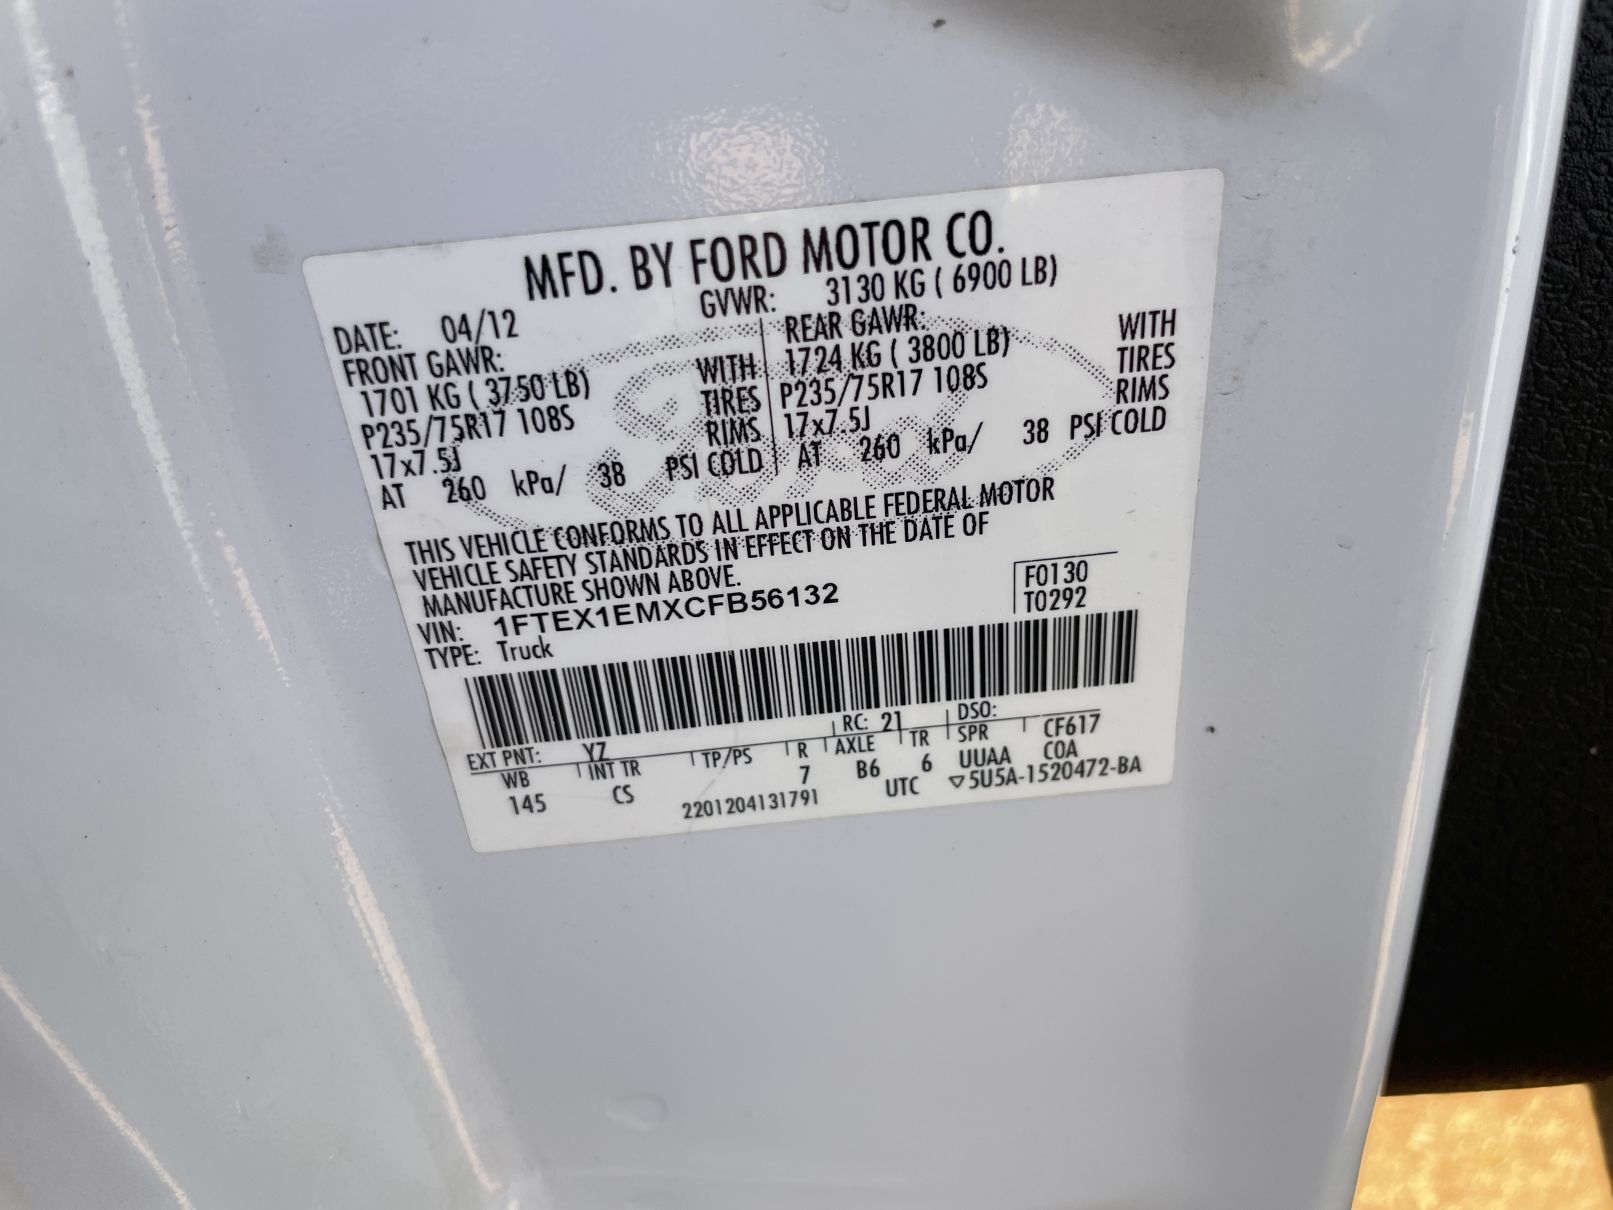 MFD. BY FORD MOTOR CO.
DATE: 04/12 GVWR: 3130 KG ( 6900 LB)
FRONT GAWR: REAR GAWR:
1701 KG ( 3750 LB) WITH 1724 KG ( 3800 LB) WITH
P235/75R17 108S TIRES P235/75R17 108S TIRES
17x7.5J RIMS 17x7.5J RIMS
AT 260 kPa/ 38 PSI COLD AT 260 kPa/ 38 PSI COLD
THIS VEHICLE CONFORMS TO ALL APPLICABLE FEDERAL MOTOR
VEHICLE SAFETY STANDARDS IN EFFECT ON THE DATE OF
MANUFACTURE SHOWN ABOVE.
VIN: 1FTEX1EMXCFB56132 F0130
TYPE: Truck T0292
EXT PNT: YZ RC: 21 DSO:
WB INT TR TP/PS R AXLE TR SPR CF617
145 CS 7 B6 6 UUAA COA
2201204131791 UTC ▽5U5A-1520472-BA
Ford